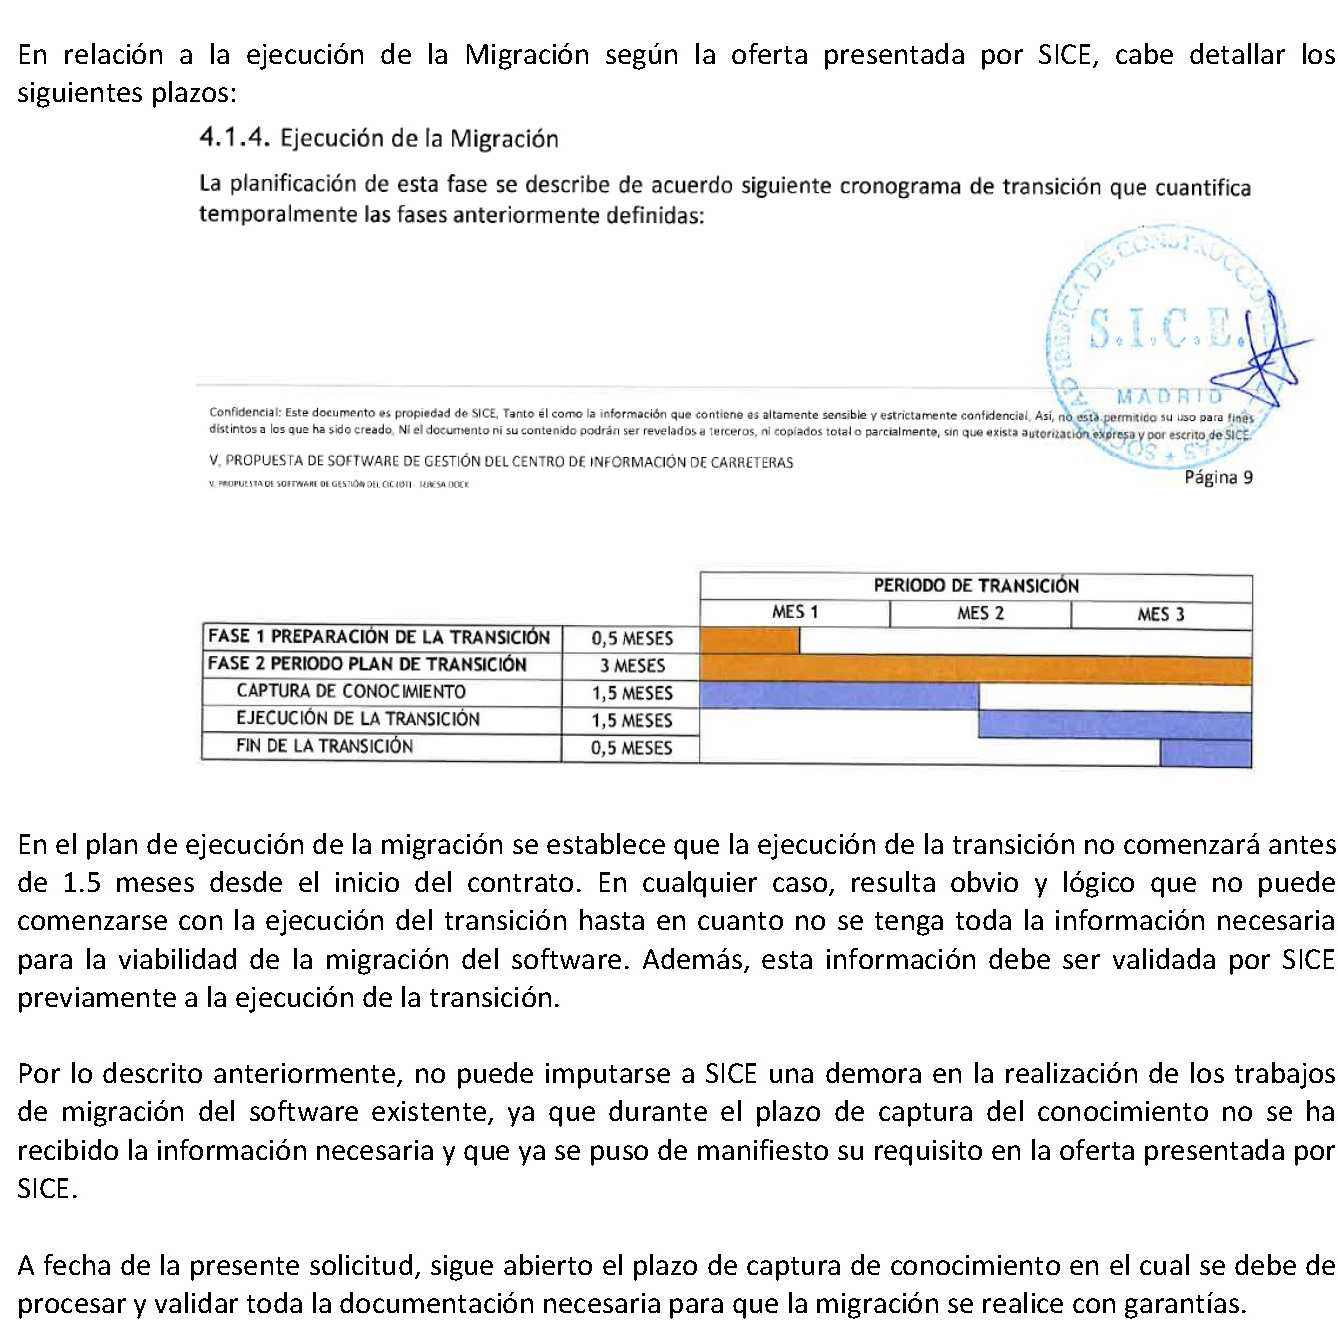 En relación a la ejecución de la Migración según la oferta presentada por SICE, cabe detallar los
siguientes plazos:
4.1.4. Ejecución de la Migración
La planificación de esta fase se describe de acuerdo siguiente cronograma de transición que cuantifica
temporalmente las fases anteriormente definidas:
SOCIEDAD IBERICA DE CONSTRUCCIONES
S.I.C.E.
MADRID
Confidencial: Este documento es propiedad de SICE, Tanto él como la información que contiene es altamente sensible y estrictamente confidencial, Así, no está permitido su uso para fines
distintos a los que ha sido creado, Ni el documento ni su contenido podrán ser revelados a terceros, ni copiados total o parcialmente, sin que exista autorización expresa y por escrito de SICE
V, PROPUESTA DE SOFTWARE DE GESTIÓN DEL CENTRO DE INFORMACIÓN DE CARRETERAS
V, PROPUESTA DE SOFTWARE DE GESTIÓN DEL CIC (OT)
Página 9
PERIODO DE TRANSICIÓN
MES 1 MES 2 MES 3
FASE 1 PREPARACIÓN DE LA TRANSICIÓN 0,5 MESES
FASE 2 PERIODO PLAN DE TRANSICIÓN 3 MESES
CAPTURA DE CONOCIMIENTO 1,5 MESES
EJECUCIÓN DE LA TRANSICIÓN 1,5 MESES
FIN DE LA TRANSICIÓN 0,5 MESES
En el plan de ejecución de la migración se establece que la ejecución de la transición no comenzará antes
de 1.5 meses desde el inicio del contrato. En cualquier caso, resulta obvio y lógico que no puede
comenzarse con la ejecución del transición hasta en cuanto no se tenga toda la información necesaria
para la viabilidad de la migración del software. Además, esta información debe ser validada por SICE
previamente a la ejecución de la transición.
Por lo descrito anteriormente, no puede imputarse a SICE una demora en la realización de los trabajos
de migración del software existente, ya que durante el plazo de captura del conocimiento no se ha
recibido la información necesaria y que ya se puso de manifiesto su requisito en la oferta presentada por
SICE.
A fecha de la presente solicitud, sigue abierto el plazo de captura de conocimiento en el cual se debe de
procesar y validar toda la documentación necesaria para que la migración se realice con garantías.